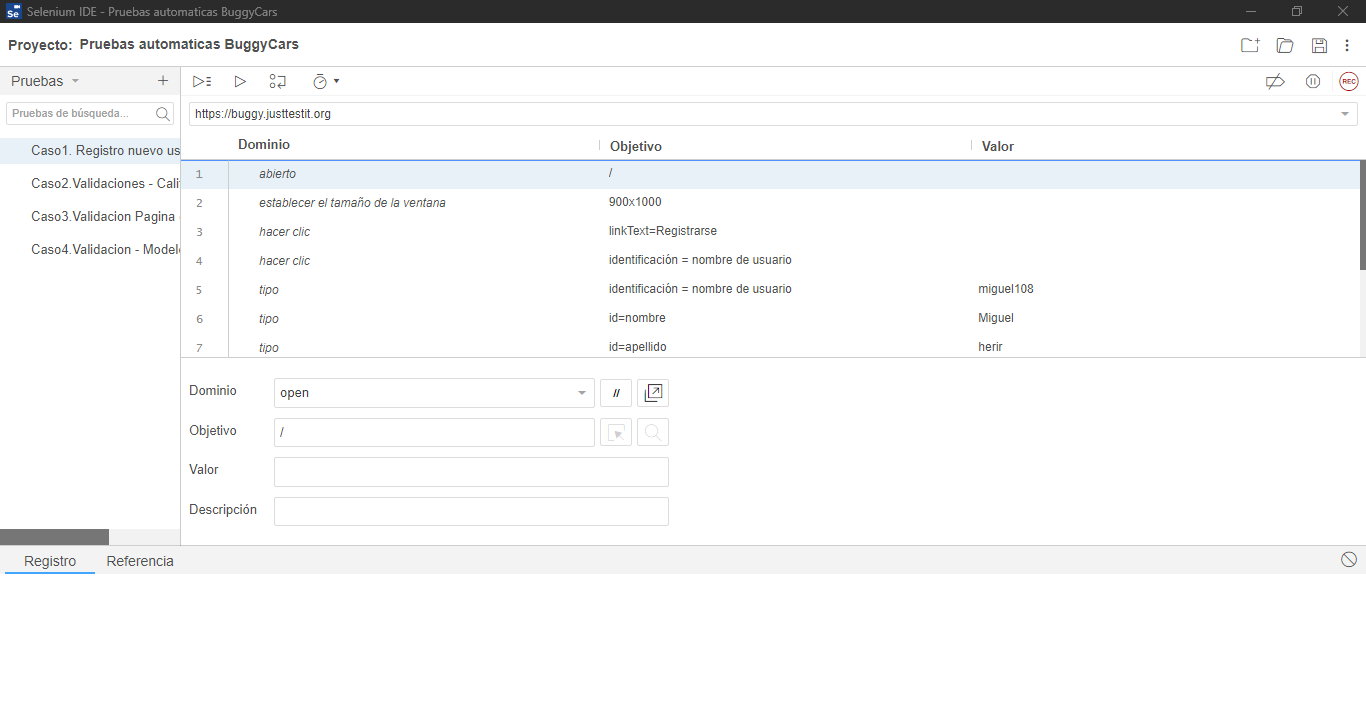 Selenium IDE - Pruebas automaticas BuggyCars
Proyecto: Pruebas automaticas BuggyCars
Pruebas
REC
Pruebas de búsqueda...
https://buggy.justtestit.org
Caso1. Registro nuevo us
Caso2.Validaciones - Cali
Caso3.Validacion Pagina
Caso4.Validacion - Modelo
Dominio Objetivo Valor
1 abierto /
2 establecer el tamaño de la ventana 900x1000
3 hacer clic linkText=Registrarse
4 hacer clic identificación = nombre de usuario
5 tipo identificación = nombre de usuario miguel108
6 tipo id=nombre Miguel
7 tipo id=apellido herir
Dominio open //
Objetivo /
Valor
Descripción
Registro Referencia